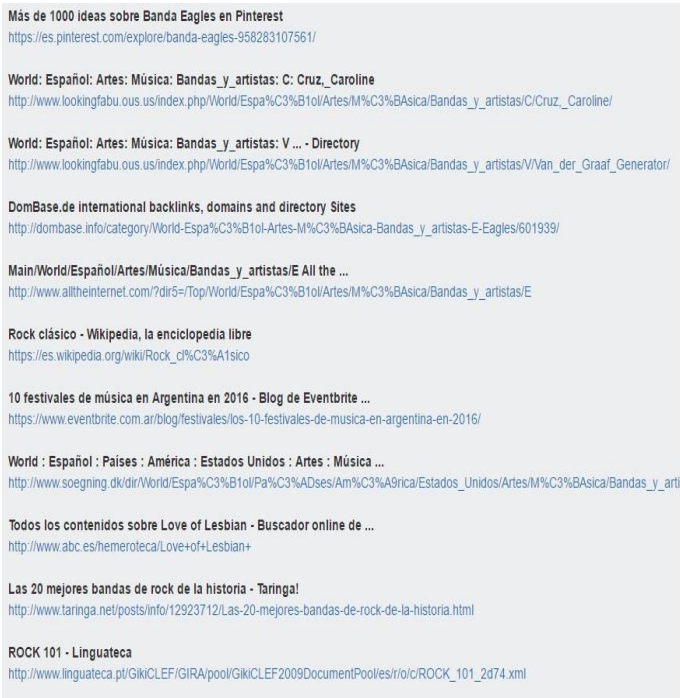 Más de 1000 ideas sobre Banda Eagles en Pinterest
https://es.pinterest.com/explore/banda-eagles-958283107561/
World: Español: Artes: Música: Bandas_y_artistas: C: Cruz,_Caroline
http://www.lookingfabu.ous.us/index.php/World/Espa%C3%B1ol/Artes/M%C3%BAsica/Bandas_y_artistas/C/Cruz,_Caroline/
World: Español: Artes: Música: Bandas_y_artistas: V ... - Directory
http://www.lookingfabu.ous.us/index.php/World/Espa%C3%B1ol/Artes/M%C3%BAsica/Bandas_y_artistas/V/Van_der_Graaf_Generator/
DomBase.de international backlinks, domains and directory Sites
http://dombase.info/category/World-Espa%C3%B1ol-Artes-M%C3%BAsica-Bandas_y_artistas-E-Eagles/601939/
Main/World/Español/Artes/Música/Bandas_y_artistas/E All the ...
http://www.alltheinternet.com/?dir5=/Top/World/Espa%C3%B1ol/Artes/M%C3%BAsica/Bandas_y_artistas/E
Rock clásico - Wikipedia, la enciclopedia libre
https://es.wikipedia.org/wiki/Rock_cl%C3%A1sico
10 festivales de música en Argentina en 2016 - Blog de Eventbrite ...
https://www.eventbrite.com.ar/blog/festivales/los-10-festivales-de-musica-en-argentina-en-2016/
World : Español : Países : América : Estados Unidos : Artes : Música ...
http://www.soegning.dk/dir/World/Espa%C3%B1ol/Pa%C3%ADses/Am%C3%A9rica/Estados_Unidos/Artes/M%C3%BAsica/Bandas_y_arti
Todos los contenidos sobre Love of Lesbian - Buscador online de ...
http://www.abc.es/hemeroteca/Love+of+Lesbian+
Las 20 mejores bandas de rock de la historia - Taringa!
http://www.taringa.net/posts/info/12923712/Las-20-mejores-bandas-de-rock-de-la-historia.html
ROCK 101 - Linguateca
http://www.linguateca.pt/GikiCLEF/GIRA/pool/GikiCLEF2009DocumentPool/es/r/o/c/ROCK_101_2d74.xml